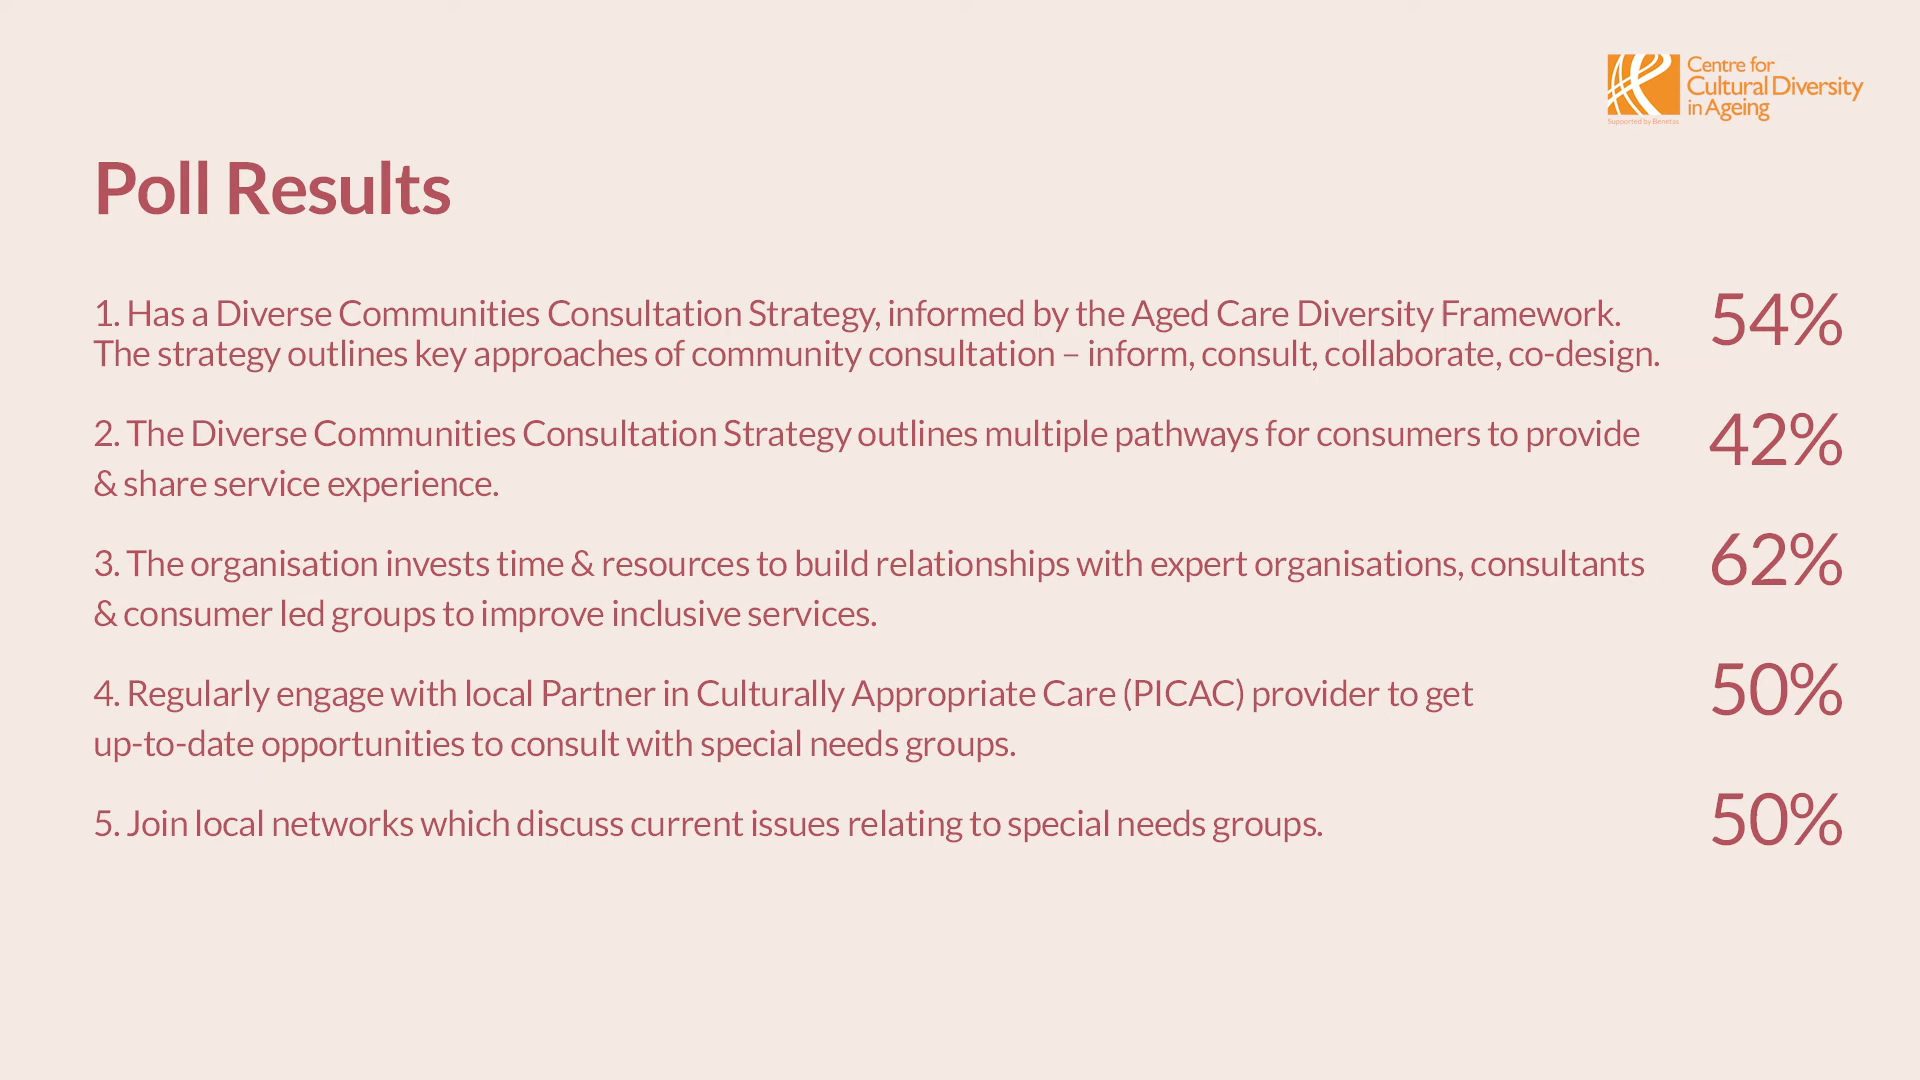 Centre for
Cultural Diversity
in Ageing
Supported by Benetas
Poll Results
1. Has a Diverse Communities Consultation Strategy, informed by the Aged Care Diversity Framework.
The strategy outlines key approaches of community consultation – inform, consult, collaborate, co-design.
54%
2. The Diverse Communities Consultation Strategy outlines multiple pathways for consumers to provide
& share service experience.
42%
3. The organisation invests time & resources to build relationships with expert organisations, consultants
& consumer led groups to improve inclusive services.
62%
4. Regularly engage with local Partner in Culturally Appropriate Care (PICAC) provider to get
up-to-date opportunities to consult with special needs groups.
50%
5. Join local networks which discuss current issues relating to special needs groups.
50%